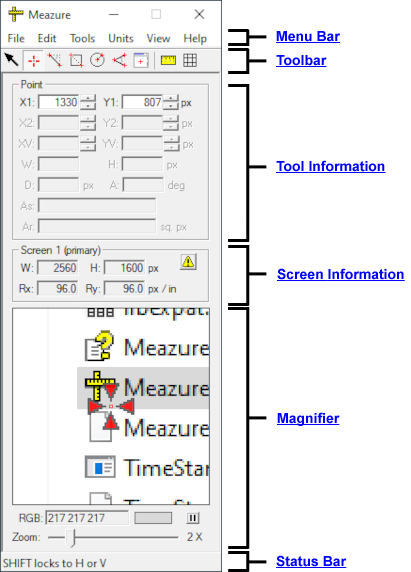 Meazure
File Edit Tools Units View Help
Menu Bar
Toolbar
Point
X1: 1330 Y1: 807 px
X2: Y2: px
XV: YV: px
W: H: px
D: px A: deg
As:
Ar: sq. px
Tool Information
Screen 1 (primary)
W: 2560 H: 1600 px
Rx: 96.0 Ry: 96.0 px / in
Screen Information
libexpat.
Meazure
Meazure
Meazure
TimeStar
Magnifier
RGB: 217 217 217
Zoom: 2 X
SHIFT locks to H or V
Status Bar